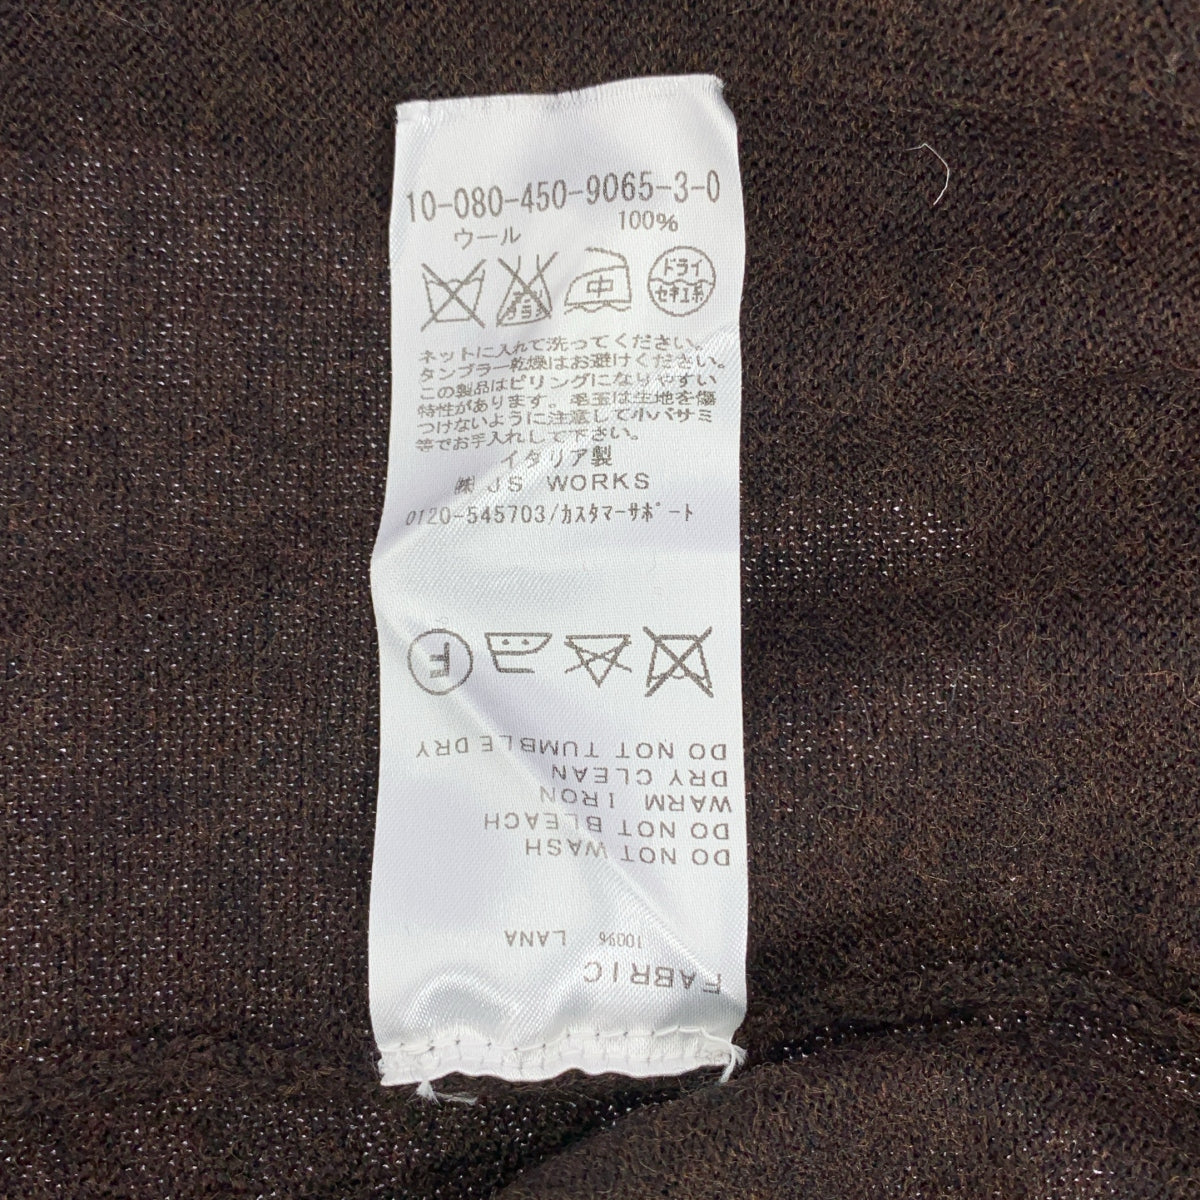 10-080-450-9065-3-0
ウール 100%
エンソ
サラシ
中
ドライ
セキユ系
ネットに入れて洗ってください。
タンブラー乾燥はお避けください。
この製品はピリングになりやすい
特性があります。毛玉は生地を傷
つけないように注意して小バサミ
等でお手入れして下さい。
イタリア製
㈱ JS WORKS
0120-545703/カスタマーサポート
FABRIC
100% LANA
DO NOT WASH
DO NOT BLEACH
WARM IRON
DRY CLEAN
DO NOT TUMBLE DRY
F